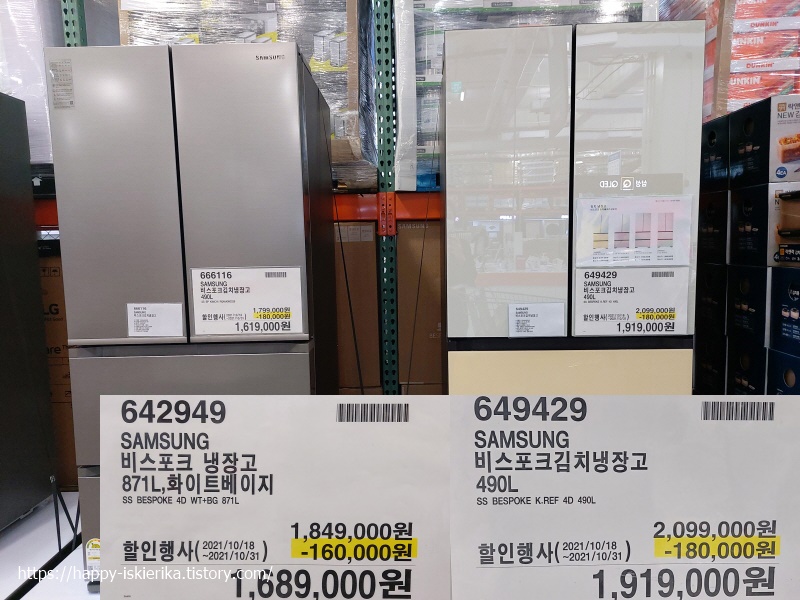 SAMSUNG
DUNKIN
DUNKIN
DUNKIN
NEW
삼성 QLED
666116
SAMSUNG
비스포크김치냉장고
490L
1,799,000원
할인행사( -180,000원
1,619,000원
666116
649429
SAMSUNG
비스포크김치냉장고
490L
2,099,000원
할인행사( -180,000원
1,919,000원
LG
642949
SAMSUNG
비스포크 냉장고
871L,화이트베이지
SS BESPOKE 4D WT+BG 871L
1,849,000원
할인행사( 2021/10/18 ~2021/10/31 ) -160,000원
1,689,000원
649429
SAMSUNG
비스포크김치냉장고
490L
SS BESPOKE K.REF 4D 490L
2,099,000원
할인행사( 2021/10/18 ~2021/10/31 ) -180,000원
1,919,000원
https://happy-iskierika.tistory.com/